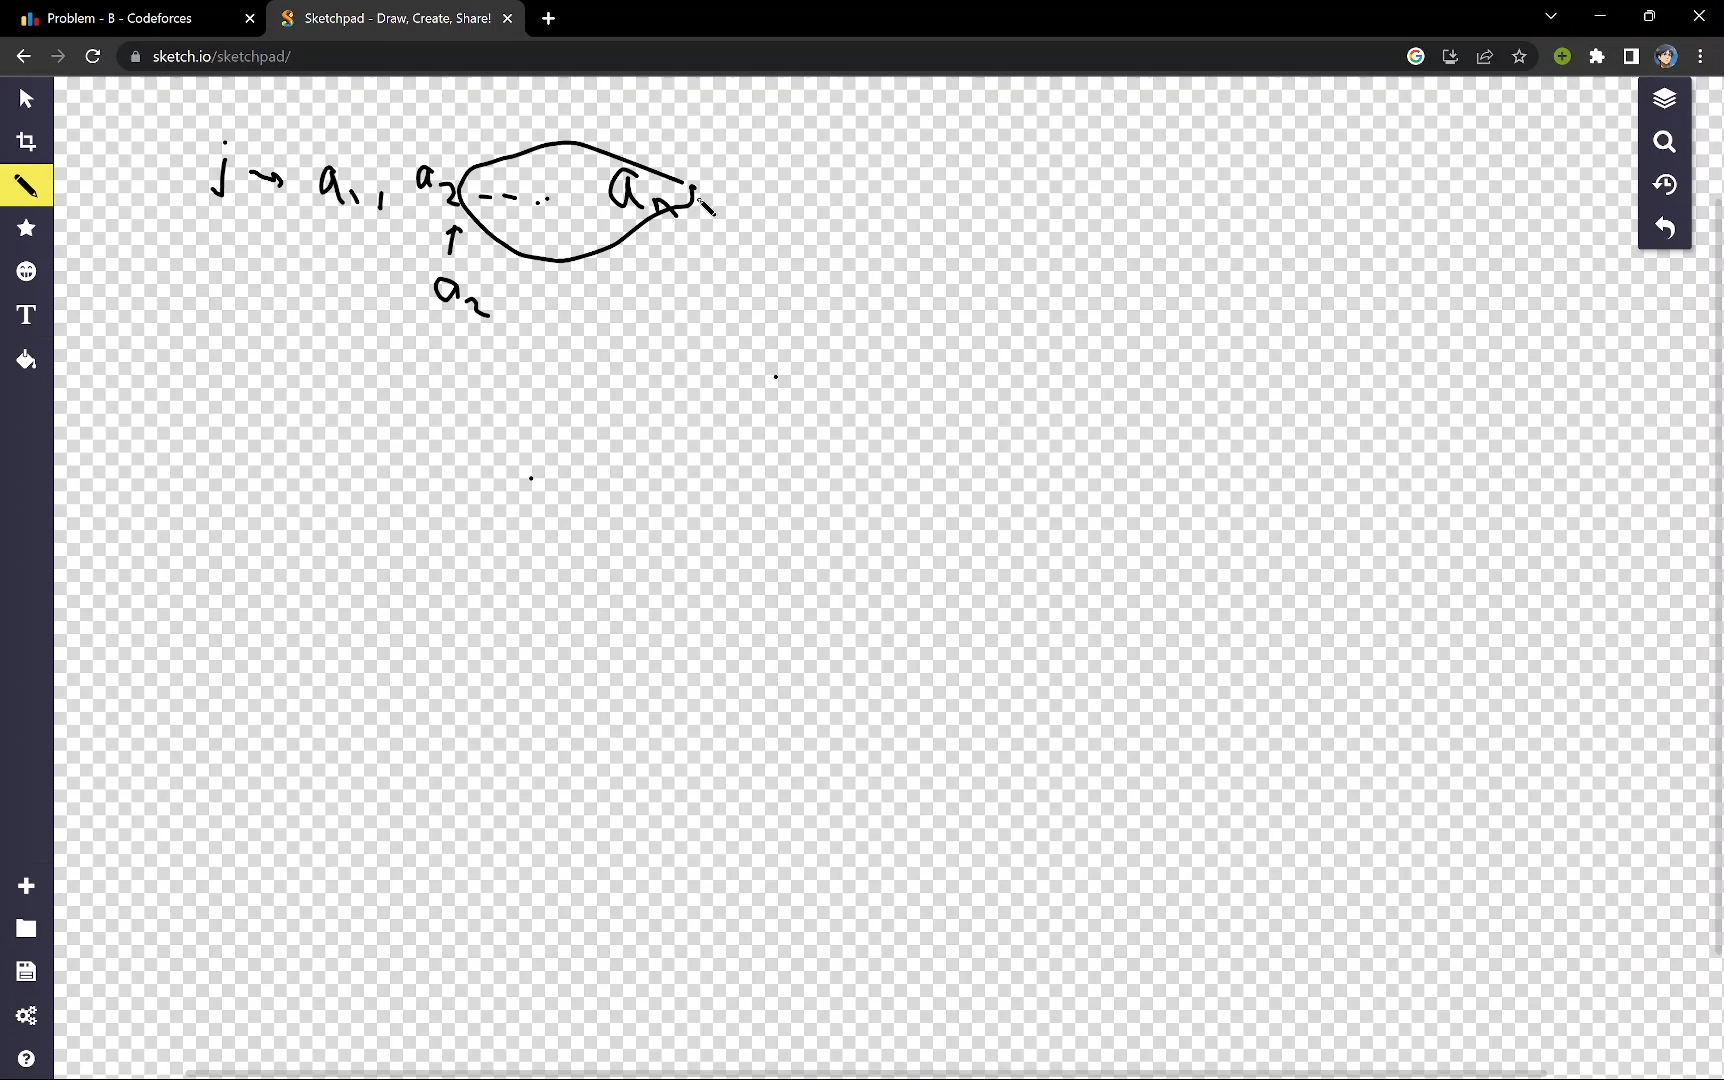 Problem - B - Codeforces
Sketchpad - Draw, Create, Share!
sketch.io/sketchpad/
j → a₁, a₂ - - .. aₙ
↑
a₂